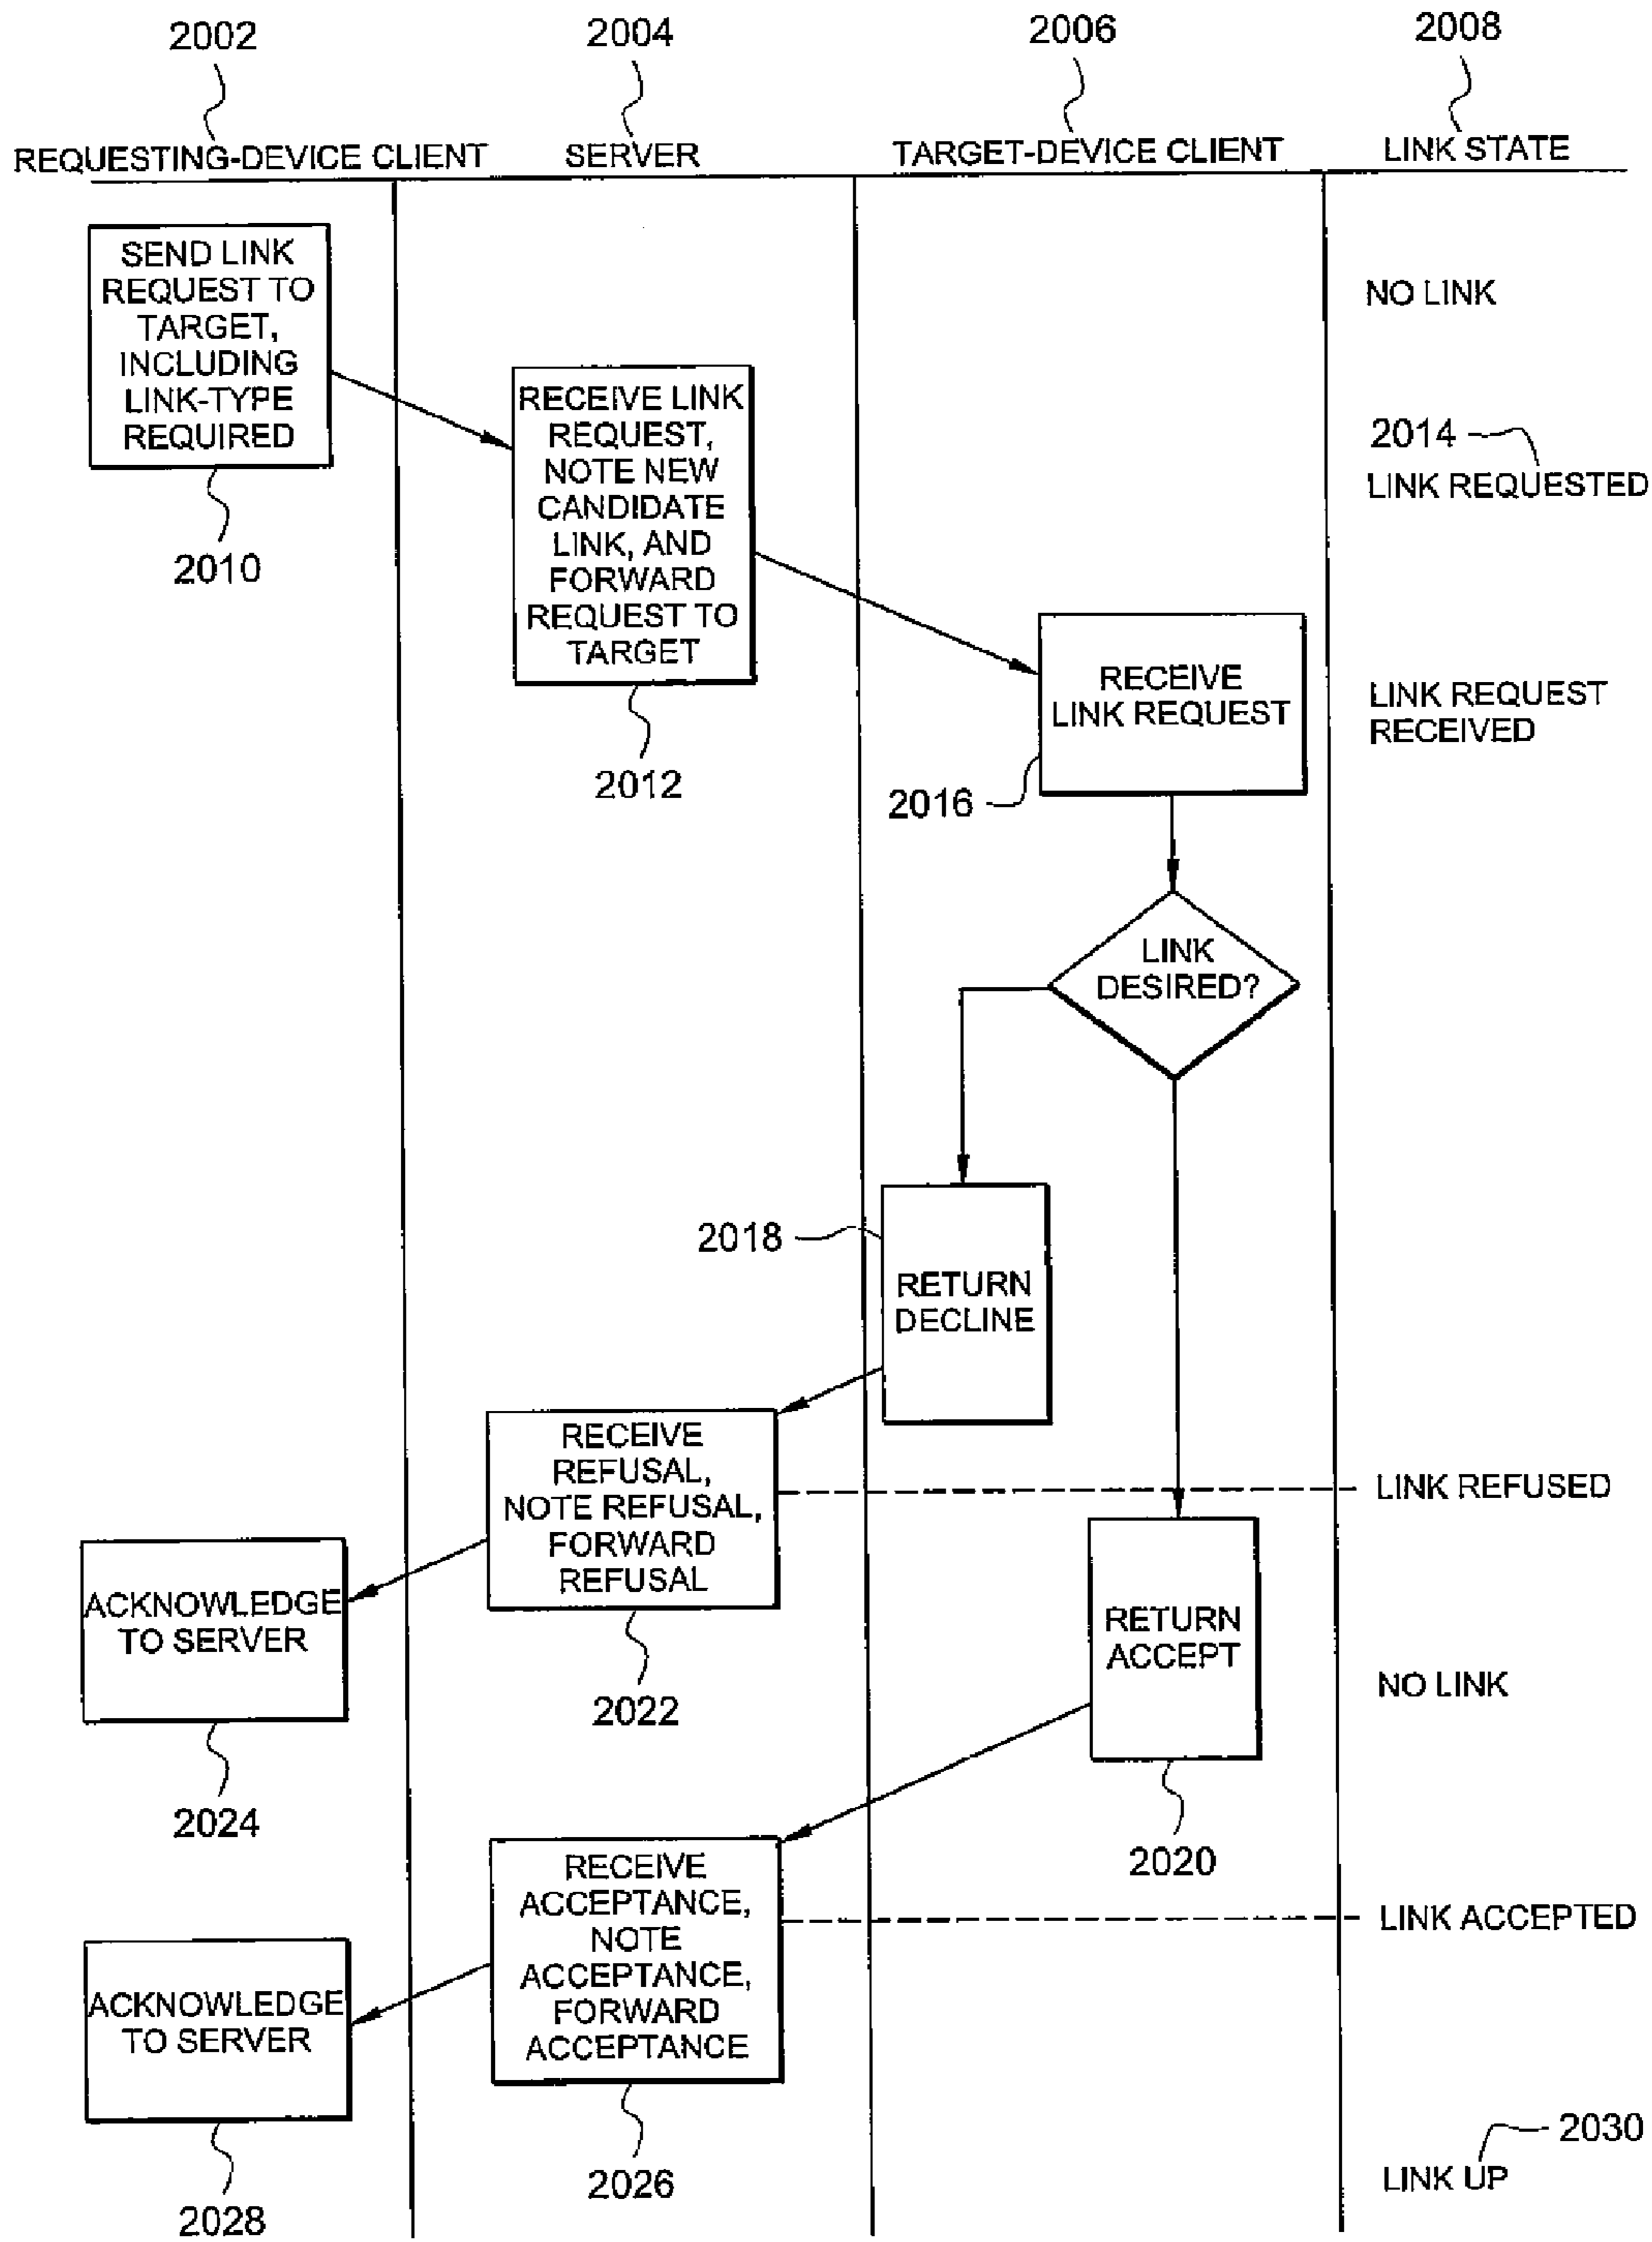 2002
2004
2006
2008
REQUESTING-DEVICE CLIENT
SERVER
TARGET-DEVICE CLIENT
LINK STATE
SEND LINK
REQUEST TO
TARGET,
INCLUDING
LINK-TYPE
REQUIRED
2010
NO LINK
RECEIVE LINK
REQUEST,
NOTE NEW
CANDIDATE
LINK, AND
FORWARD
REQUEST TO
TARGET
2012
2014
LINK REQUESTED
RECEIVE
LINK REQUEST
2016
LINK REQUEST
RECEIVED
LINK
DESIRED?
2018
RETURN
DECLINE
RECEIVE
REFUSAL,
NOTE REFUSAL,
FORWARD
REFUSAL
2022
LINK REFUSED
ACKNOWLEDGE
TO SERVER
2024
RETURN
ACCEPT
2020
NO LINK
RECEIVE
ACCEPTANCE,
NOTE
ACCEPTANCE,
FORWARD
ACCEPTANCE
2026
LINK ACCEPTED
ACKNOWLEDGE
TO SERVER
2028
2030
LINK UP